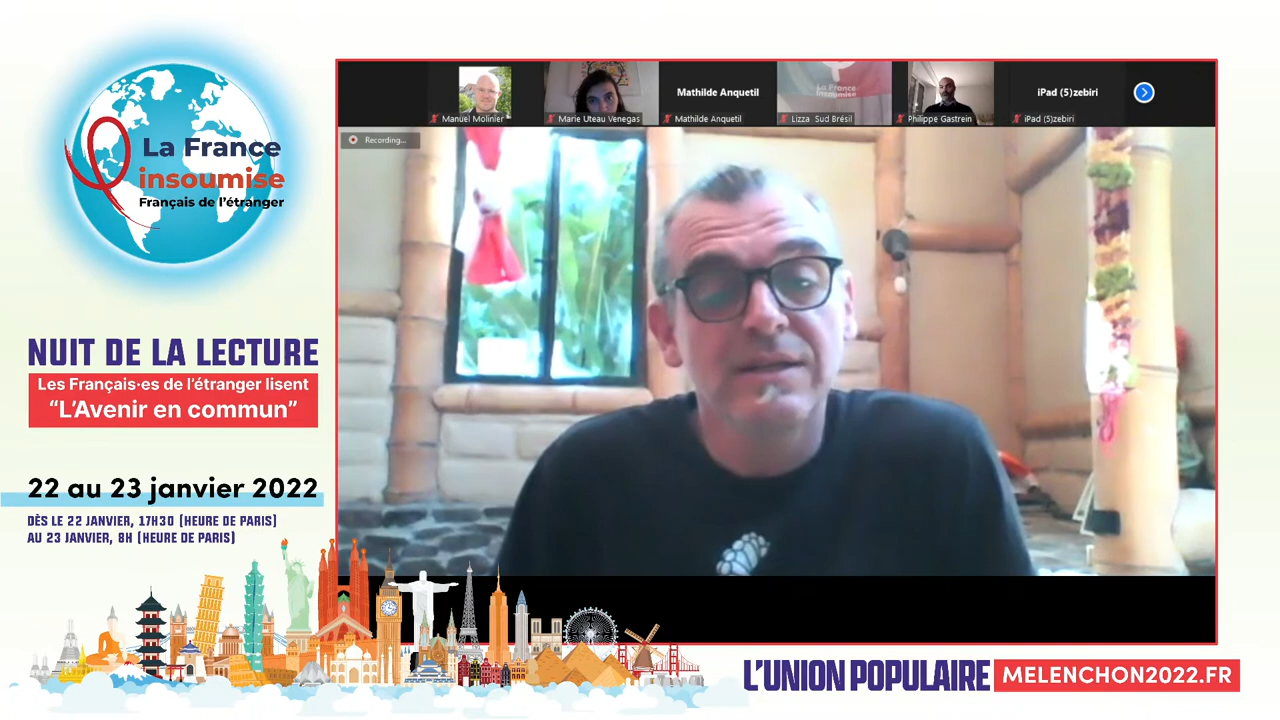 La France
insoumise
Français de l'étranger
NUIT DE LA LECTURE
Les Français·es de l'étranger lisent
“L'Avenir en commun”
22 au 23 janvier 2022
DÈS LE 22 JANVIER, 17H30 (HEURE DE PARIS)
AU 23 JANVIER, 8H (HEURE DE PARIS)
Mathilde Anquetil
La France
insoumise
iPad (5)zebiri
Manuel Molinier
Marie Uteau Venegas
Mathilde Anquetil
Lizza Sud Brésil
Philippe Gastrein
iPad (5)zebiri
Recording...
L'UNION POPULAIRE
MELENCHON2022.FR